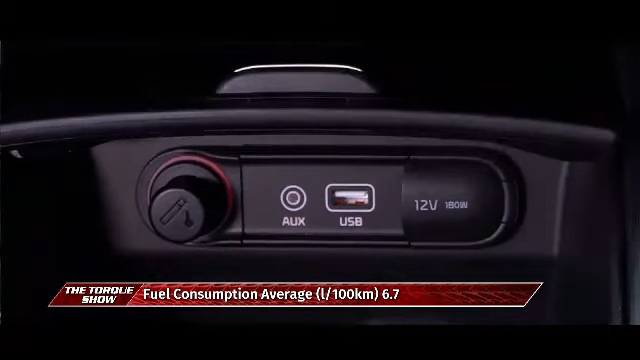 AUX
USB
12V 180W
THE TORQUE
SHOW
Fuel Consumption Average (l/100km) 6.7